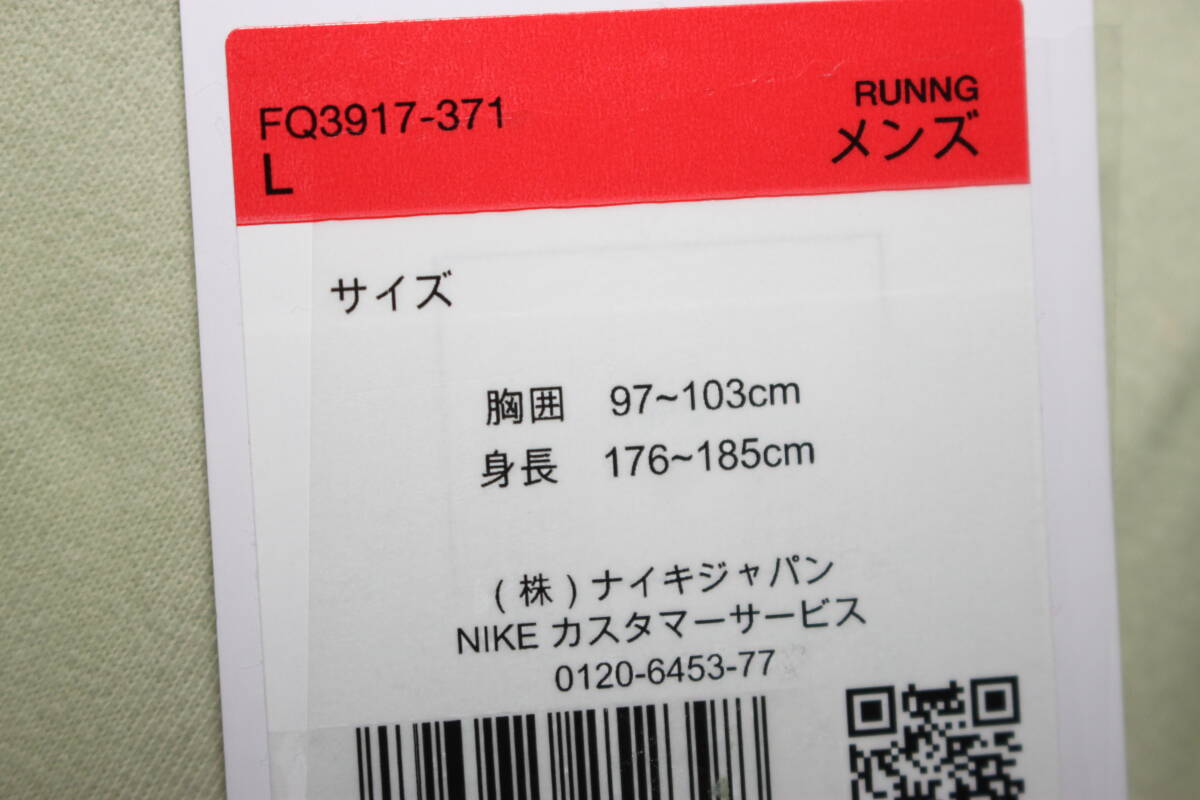 FQ3917-371
L
RUNNG
メンズ
サイズ
胸囲 97~103cm
身長 176~185cm
(株)ナイキジャパン
NIKE カスタマーサービス
0120-6453-77